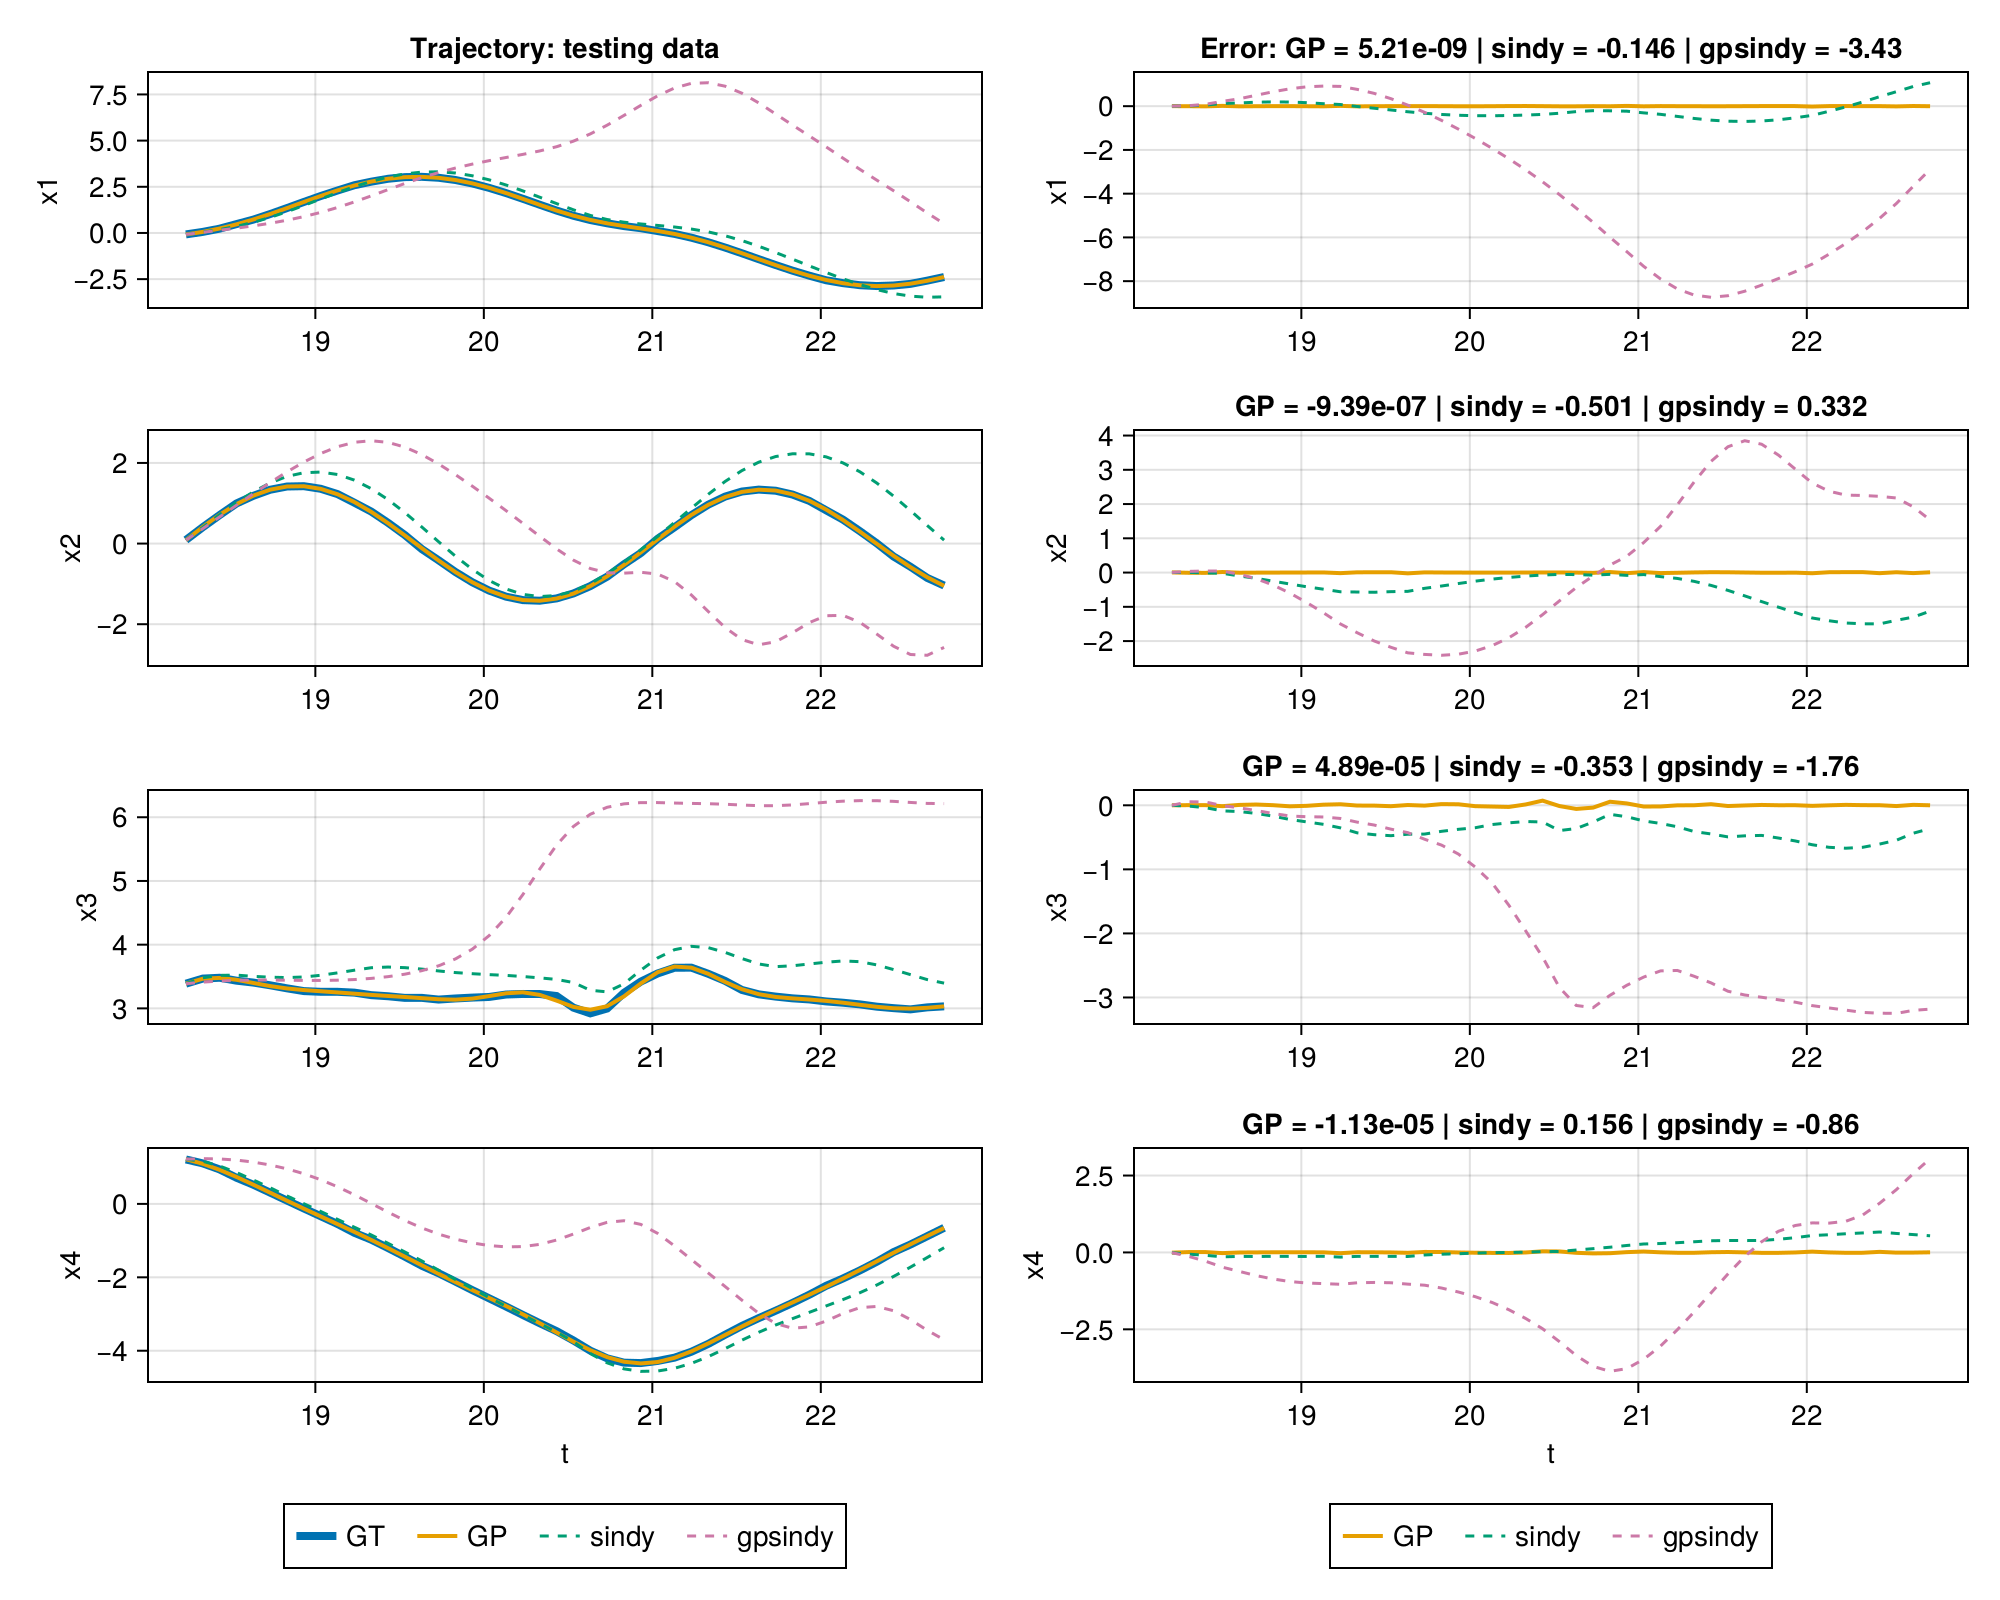 Trajectory: testing data
7.5
5.0
2.5
0.0
−2.5
x1
19 20 21 22
Error: GP = 5.21e-09 | sindy = -0.146 | gpsindy = -3.43
0
−2
−4
−6
−8
x1
19 20 21 22
2
0
−2
x2
19 20 21 22
GP = -9.39e-07 | sindy = -0.501 | gpsindy = 0.332
4
3
2
1
0
−1
−2
x2
19 20 21 22
6
5
4
3
x3
19 20 21 22
GP = 4.89e-05 | sindy = -0.353 | gpsindy = -1.76
0
−1
−2
−3
x3
19 20 21 22
0
−2
−4
x4
19 20 21 22
t
GP = -1.13e-05 | sindy = 0.156 | gpsindy = -0.86
2.5
0.0
−2.5
x4
19 20 21 22
t
GT GP sindy gpsindy
GP sindy gpsindy